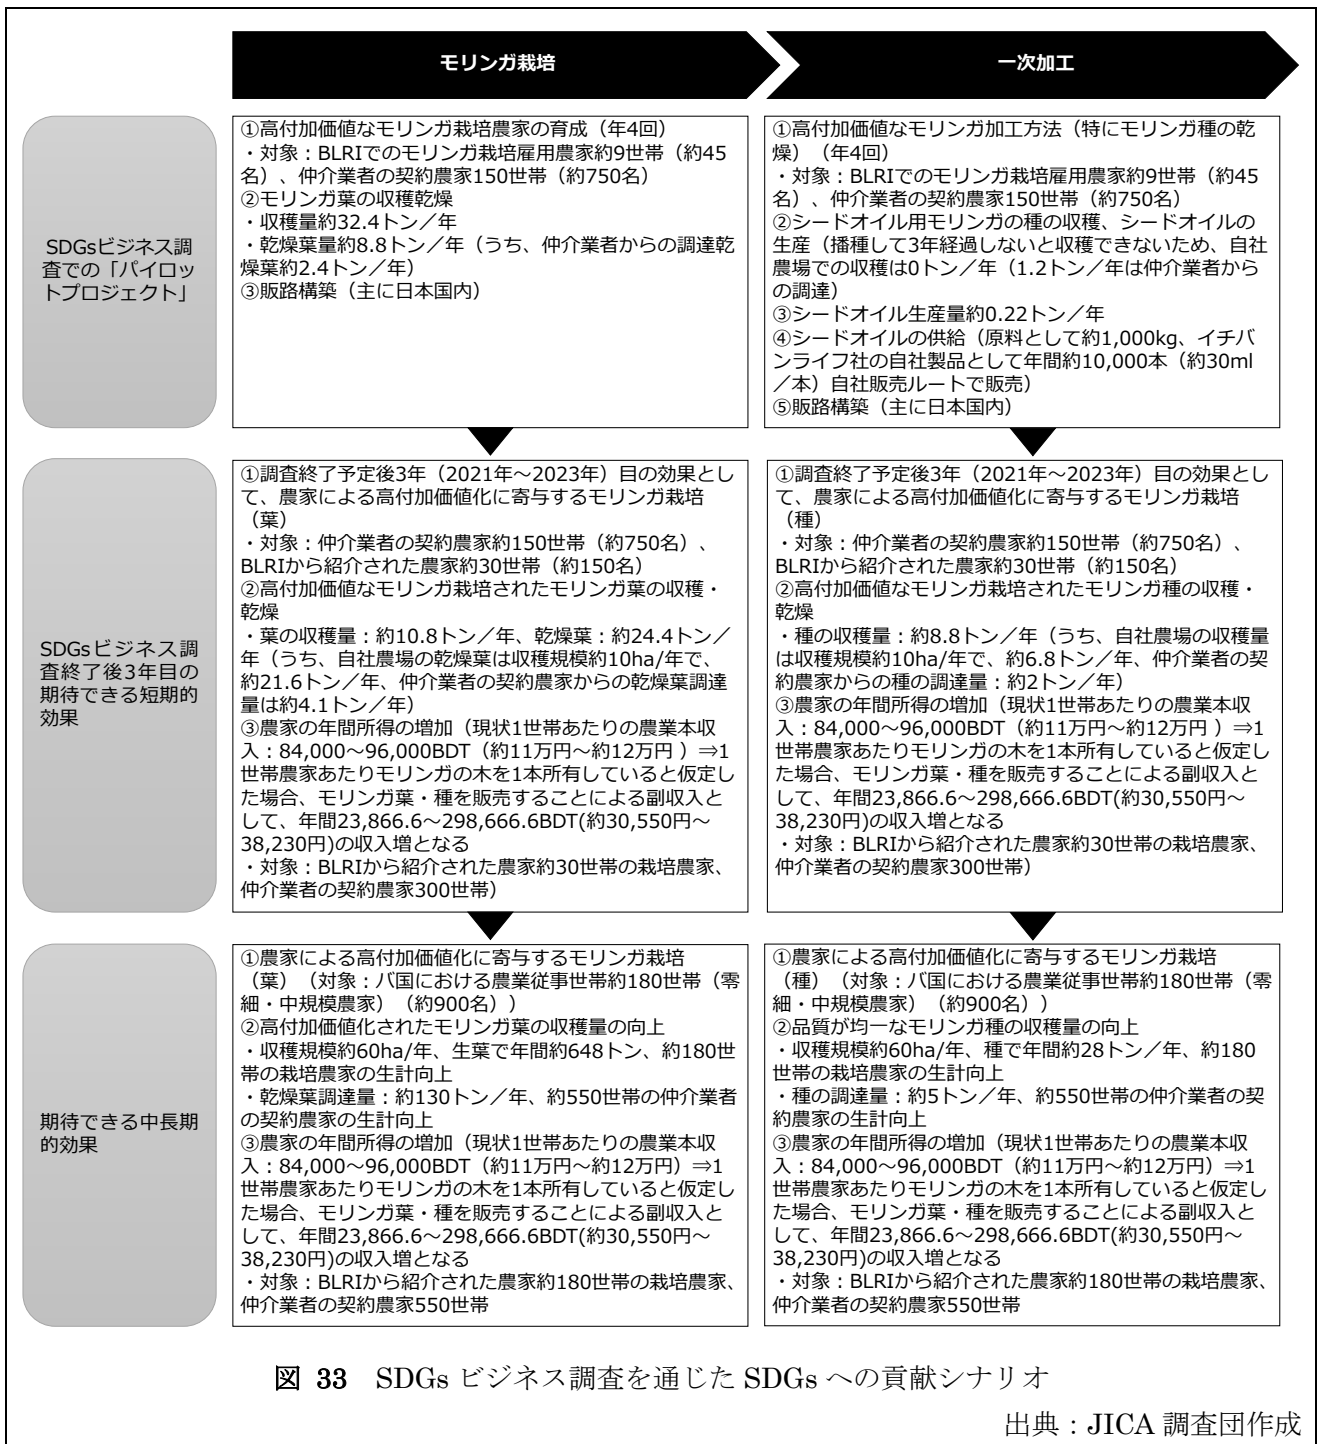 モリンガ栽培
一次加工
SDGsビジネス調
査での「パイロッ
トプロジェクト」
①高付加価値なモリンガ栽培農家の育成（年4回）
・対象：BLRIでのモリンガ栽培雇用農家約9世帯（約45
名）、仲介業者の契約農家150世帯（約750名）
②モリンガ葉の収穫乾燥
・収穫量約32.4トン／年
・乾燥葉量約8.8トン／年（うち、仲介業者からの調達乾
燥葉約2.4トン／年）
③販路構築（主に日本国内）
①高付加価値なモリンガ加工方法（特にモリンガ種の乾
燥）（年4回）
・対象：BLRIでのモリンガ栽培雇用農家約9世帯（約45
名）、仲介業者の契約農家150世帯（約750名）
②シードオイル用モリンガの種の収穫、シードオイルの
生産（播種して3年経過しないと収穫できないため、自社
農場での収穫は0トン／年（1.2トン／年は仲介業者から
の調達）
③シードオイル生産量約0.22トン／年
④シードオイルの供給（原料として約1,000kg、イチバ
ンライフ社の自社製品として年間約10,000本（約30ml
／本）自社販売ルートで販売）
⑤販路構築（主に日本国内）
SDGsビジネス調
査終了後3年目の
期待できる短期的
効果
①調査終了予定後3年（2021年～2023年）目の効果とし
て、農家による高付加価値化に寄与するモリンガ栽培
（葉）
・対象：仲介業者の契約農家約150世帯（約750名）、
BLRIから紹介された農家約30世帯（約150名）
②高付加価値なモリンガ栽培されたモリンガ葉の収穫・
乾燥
・葉の収穫量：約10.8トン／年、乾燥葉：約24.4トン／
年（うち、自社農場の乾燥葉は収穫規模約10ha/年で、
約21.6トン／年、仲介業者の契約農家からの乾燥葉調達
量は約4.1トン／年）
③農家の年間所得の増加（現状1世帯あたりの農業本収
入：84,000～96,000BDT（約11万円～約12万円 ）⇒1
世帯農家あたりモリンガの木を1本所有していると仮定し
た場合、モリンガ葉・種を販売することによる副収入と
して、年間23,866.6～298,666.6BDT(約30,550円～
38,230円)の収入増となる
・対象：BLRIから紹介された農家約30世帯の栽培農家、
仲介業者の契約農家300世帯）
①調査終了予定後3年（2021年～2023年）目の効果とし
て、農家による高付加価値化に寄与するモリンガ栽培
（種）
・対象：仲介業者の契約農家約150世帯（約750名）、
BLRIから紹介された農家約30世帯（約150名）
②高付加価値なモリンガ栽培されたモリンガ種の収穫・
乾燥
・種の収穫量：約8.8トン／年（うち、自社農場の収穫量
は収穫規模約10ha/年で、約6.8トン／年、仲介業者の契
約農家からの種の調達量：約2トン／年）
③農家の年間所得の増加（現状1世帯あたりの農業本収
入：84,000～96,000BDT（約11万円～約12万円 ）⇒1
世帯農家あたりモリンガの木を1本所有していると仮定し
た場合、モリンガ葉・種を販売することによる副収入と
して、年間23,866.6～298,666.6BDT(約30,550円～
38,230円)の収入増となる
・対象：BLRIから紹介された農家約30世帯の栽培農家、
仲介業者の契約農家300世帯）
期待できる中長期
的効果
①農家による高付加価値化に寄与するモリンガ栽培
（葉）（対象：バ国における農業従事世帯約180世帯（零
細・中規模農家）（約900名））
②高付加価値化されたモリンガ葉の収穫量の向上
・収穫規模約60ha/年、生葉で年間約648トン、約180世
帯の栽培農家の生計向上
・乾燥葉調達量：約130トン／年、約550世帯の仲介業者
の契約農家の生計向上
③農家の年間所得の増加（現状1世帯あたりの農業本収
入：84,000～96,000BDT（約11万円～約12万円）⇒1
世帯農家あたりモリンガの木を1本所有していると仮定し
た場合、モリンガ葉・種を販売することによる副収入と
して、年間23,866.6～298,666.6BDT(約30,550円～
38,230円)の収入増となる
・対象：BLRIから紹介された農家約180世帯の栽培農家、
仲介業者の契約農家550世帯
①農家による高付加価値化に寄与するモリンガ栽培
（種）（対象：バ国における農業従事世帯約180世帯（零
細・中規模農家）（約900名））
②品質が均一なモリンガ種の収穫量の向上
・収穫規模約60ha/年、種で年間約28トン／年、約180
世帯の栽培農家の生計向上
・種の調達量：約5トン／年、約550世帯の仲介業者の契
約農家の生計向上
③農家の年間所得の増加（現状1世帯あたりの農業本収
入：84,000～96,000BDT（約11万円～約12万円）⇒1
世帯農家あたりモリンガの木を1本所有していると仮定し
た場合、モリンガ葉・種を販売することによる副収入と
して、年間23,866.6～298,666.6BDT(約30,550円～
38,230円)の収入増となる
・対象：BLRIから紹介された農家約180世帯の栽培農家、
仲介業者の契約農家550世帯
図 33 SDGs ビジネス調査を通じた SDGs への貢献シナリオ
出典：JICA 調査団作成